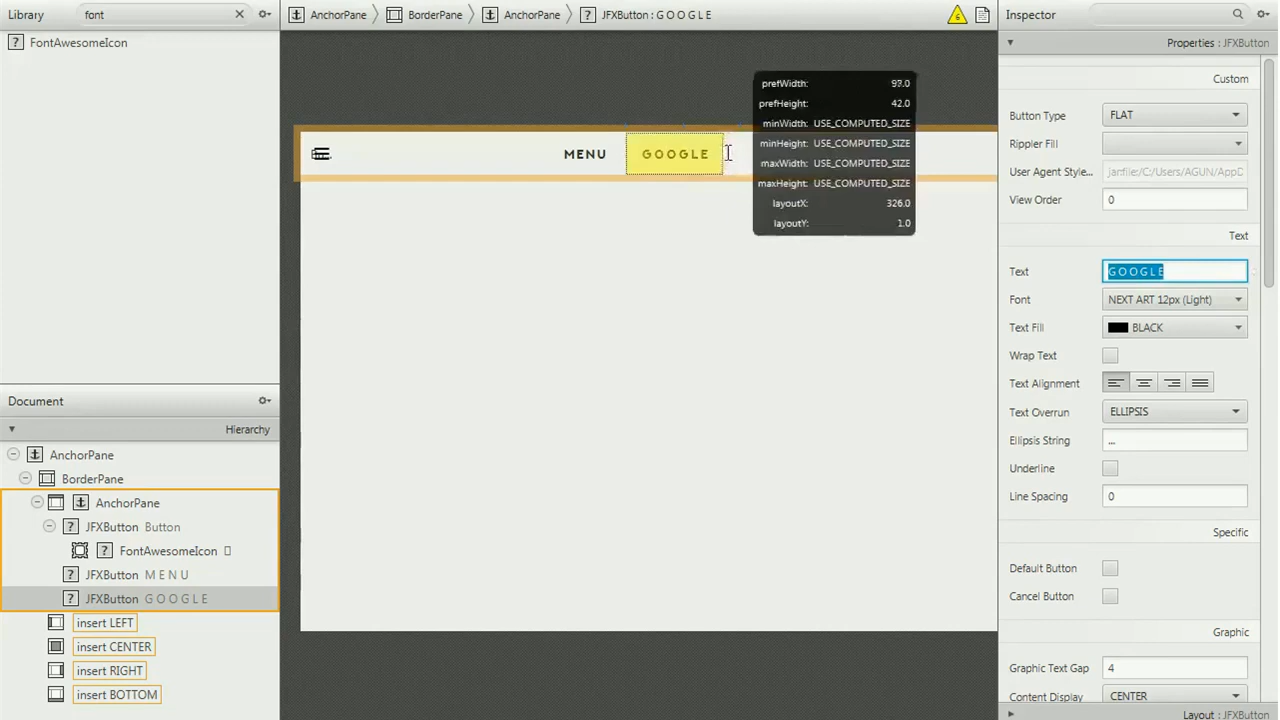 Library
font
FontAwesomeIcon
AnchorPane
BorderPane
AnchorPane
JFXButton : G O O G L E
6
Inspector
Properties : JFXButton
Custom
Button Type
FLAT
Rippler Fill
User Agent Style...
jarfile:/C:/Users/AGUN/AppD
View Order
0
Text
Text
G O O G L E
Font
NEXT ART 12px (Light)
Text Fill
BLACK
Wrap Text
Text Alignment
Text Overrun
ELLIPSIS
Ellipsis String
...
Underline
Line Spacing
0
Specific
Default Button
Cancel Button
Graphic
Graphic Text Gap
4
Content Display
CENTER
Layout : JFXButton
MENU
GOOGLE
prefWidth: 97.0
prefHeight: 42.0
minWidth: USE_COMPUTED_SIZE
minHeight: USE_COMPUTED_SIZE
maxWidth: USE_COMPUTED_SIZE
maxHeight: USE_COMPUTED_SIZE
layoutX: 326.0
layoutY: 1.0
Document
Hierarchy
AnchorPane
BorderPane
AnchorPane
JFXButton Button
FontAwesomeIcon
JFXButton M E N U
JFXButton G O O G L E
insert LEFT
insert CENTER
insert RIGHT
insert BOTTOM